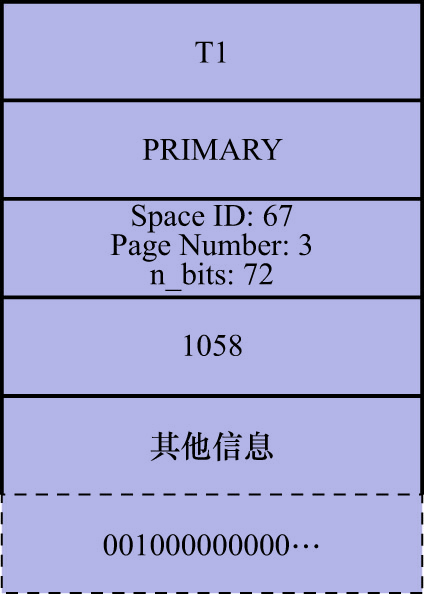 T1
PRIMARY
Space ID: 67
Page Number: 3
n_bits: 72
1058
其他信息
001000000000…